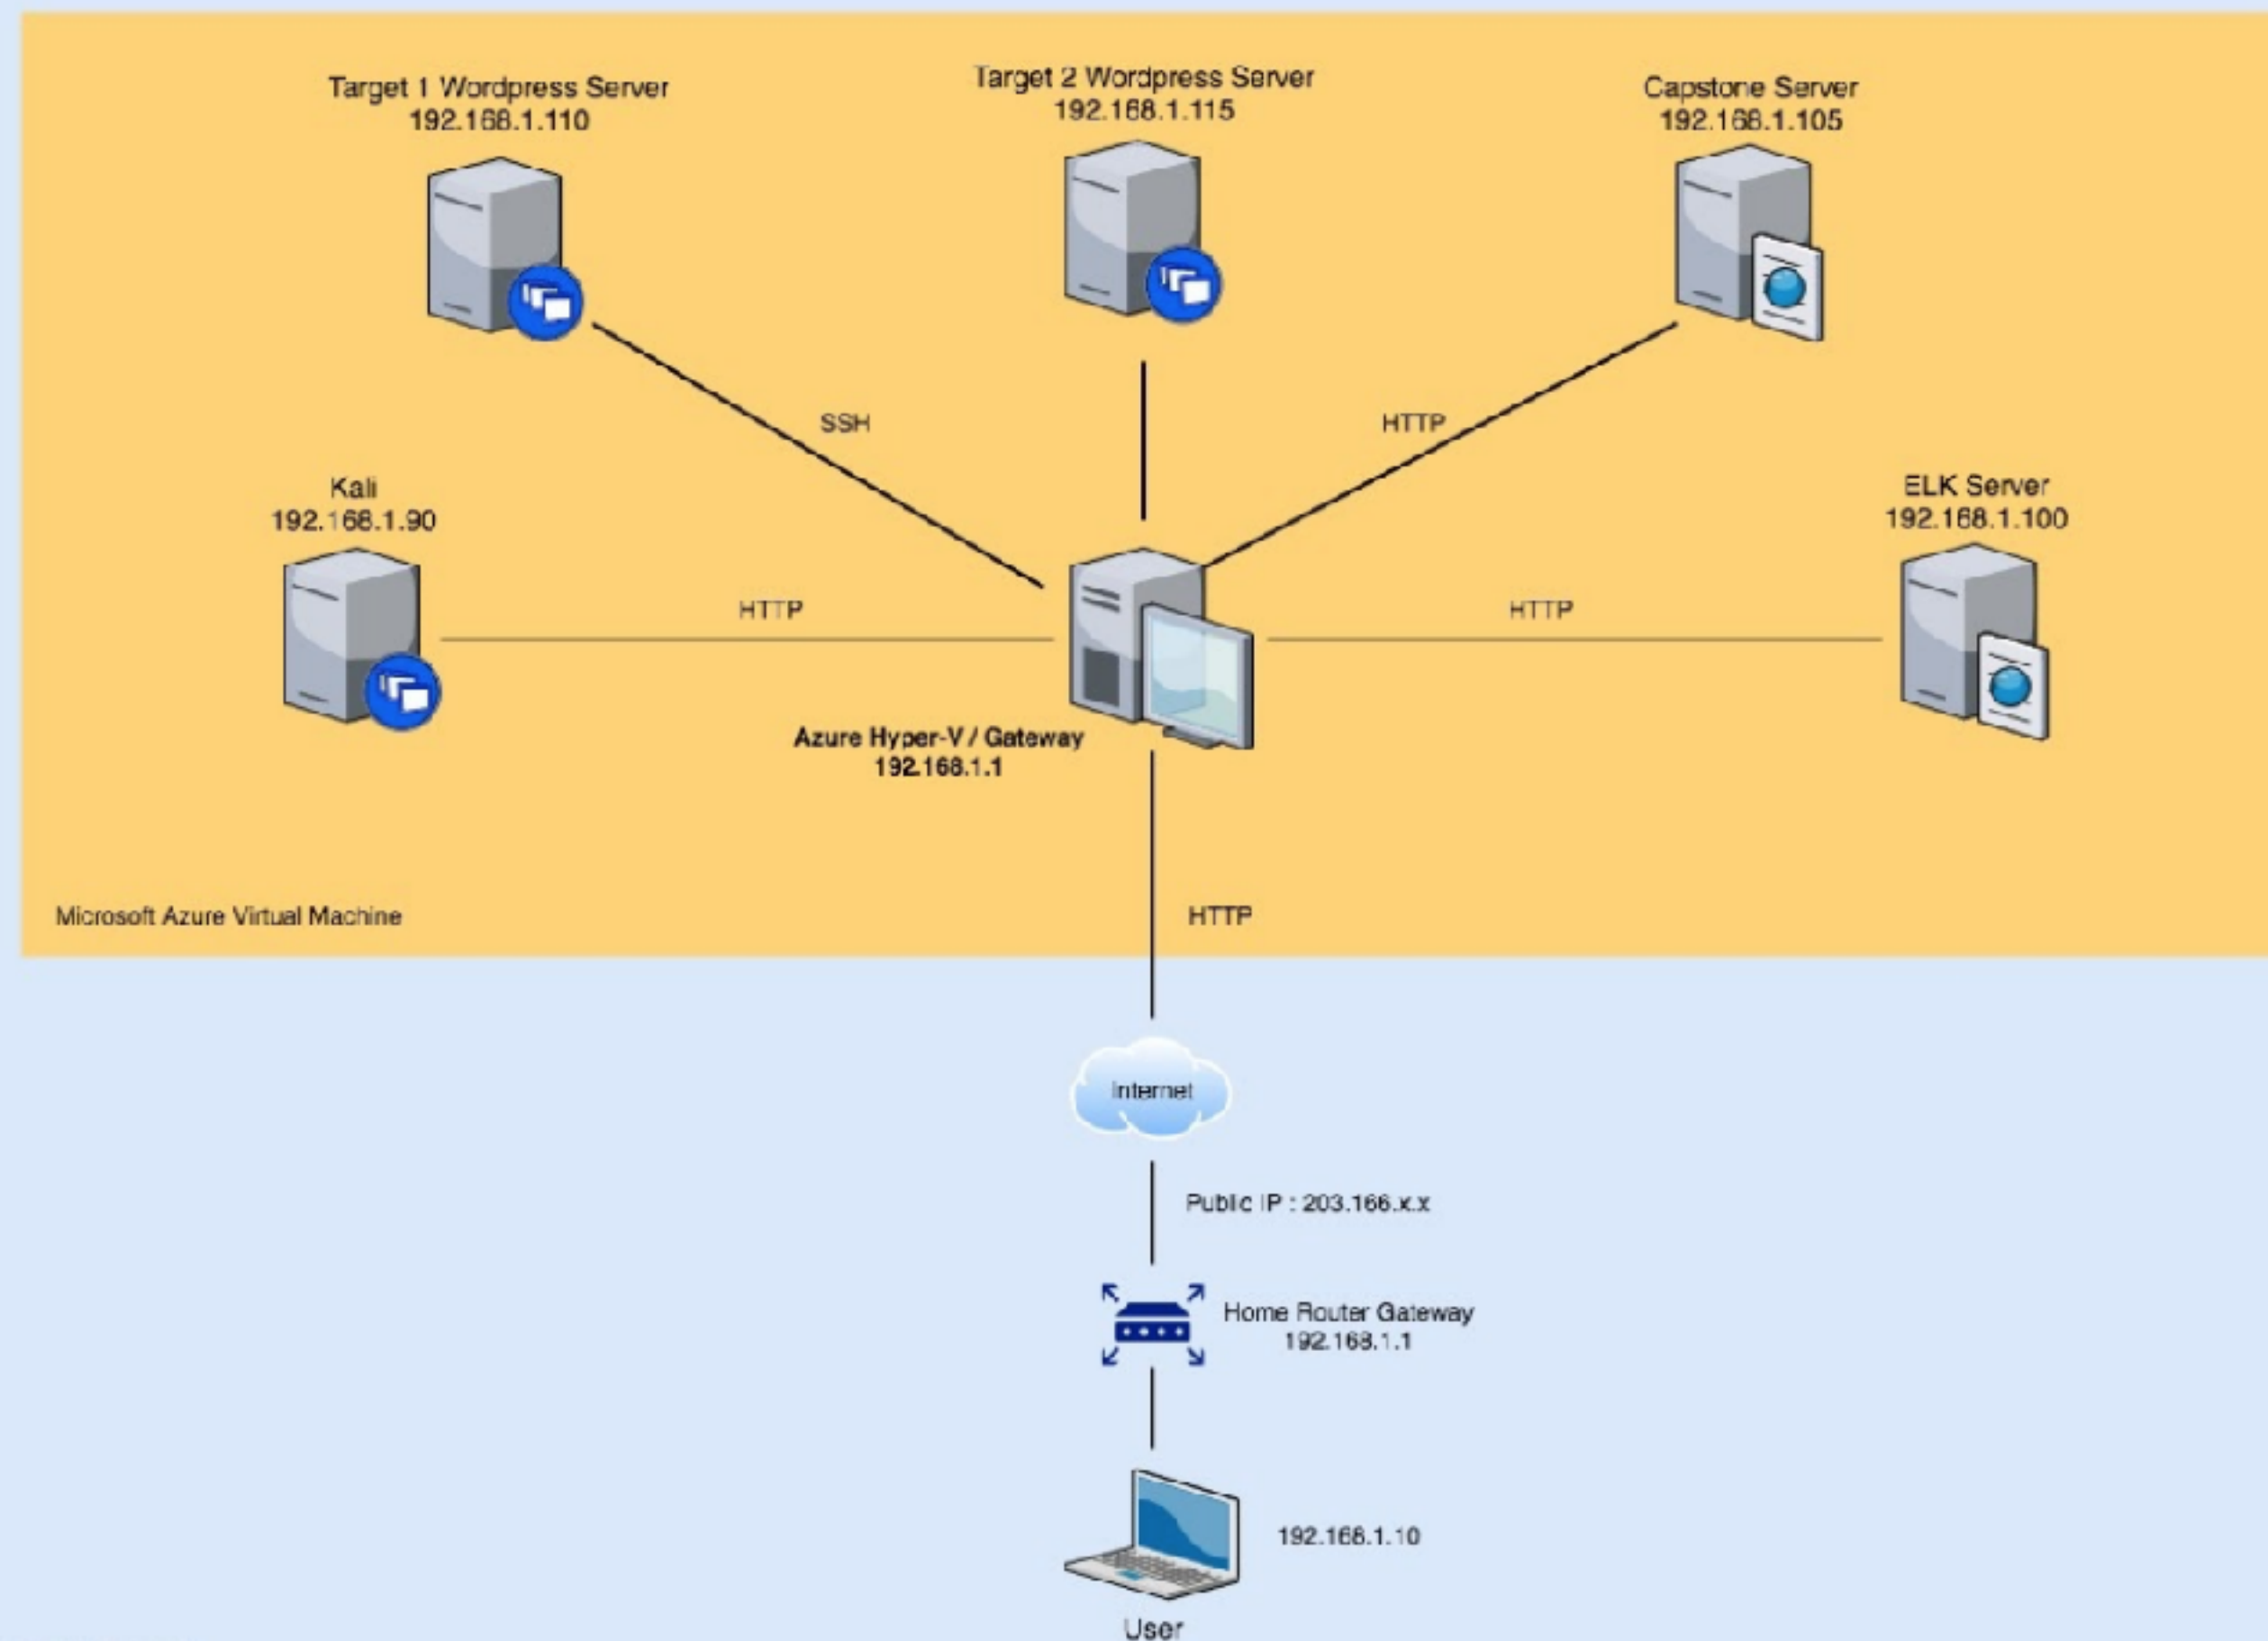 Target 1 Wordpress Server
192.168.1.110
Target 2 Wordpress Server
192.168.1.115
Capstone Server
192.168.1.105
SSH
HTTP
Kali
192.168.1.90
ELK Server
192.168.1.100
HTTP
HTTP
Azure Hyper-V / Gateway
192.168.1.1
Microsoft Azure Virtual Machine
HTTP
Internet
Public IP : 203.166.x.x
Home Router Gateway
192.168.1.1
192.168.1.10
User